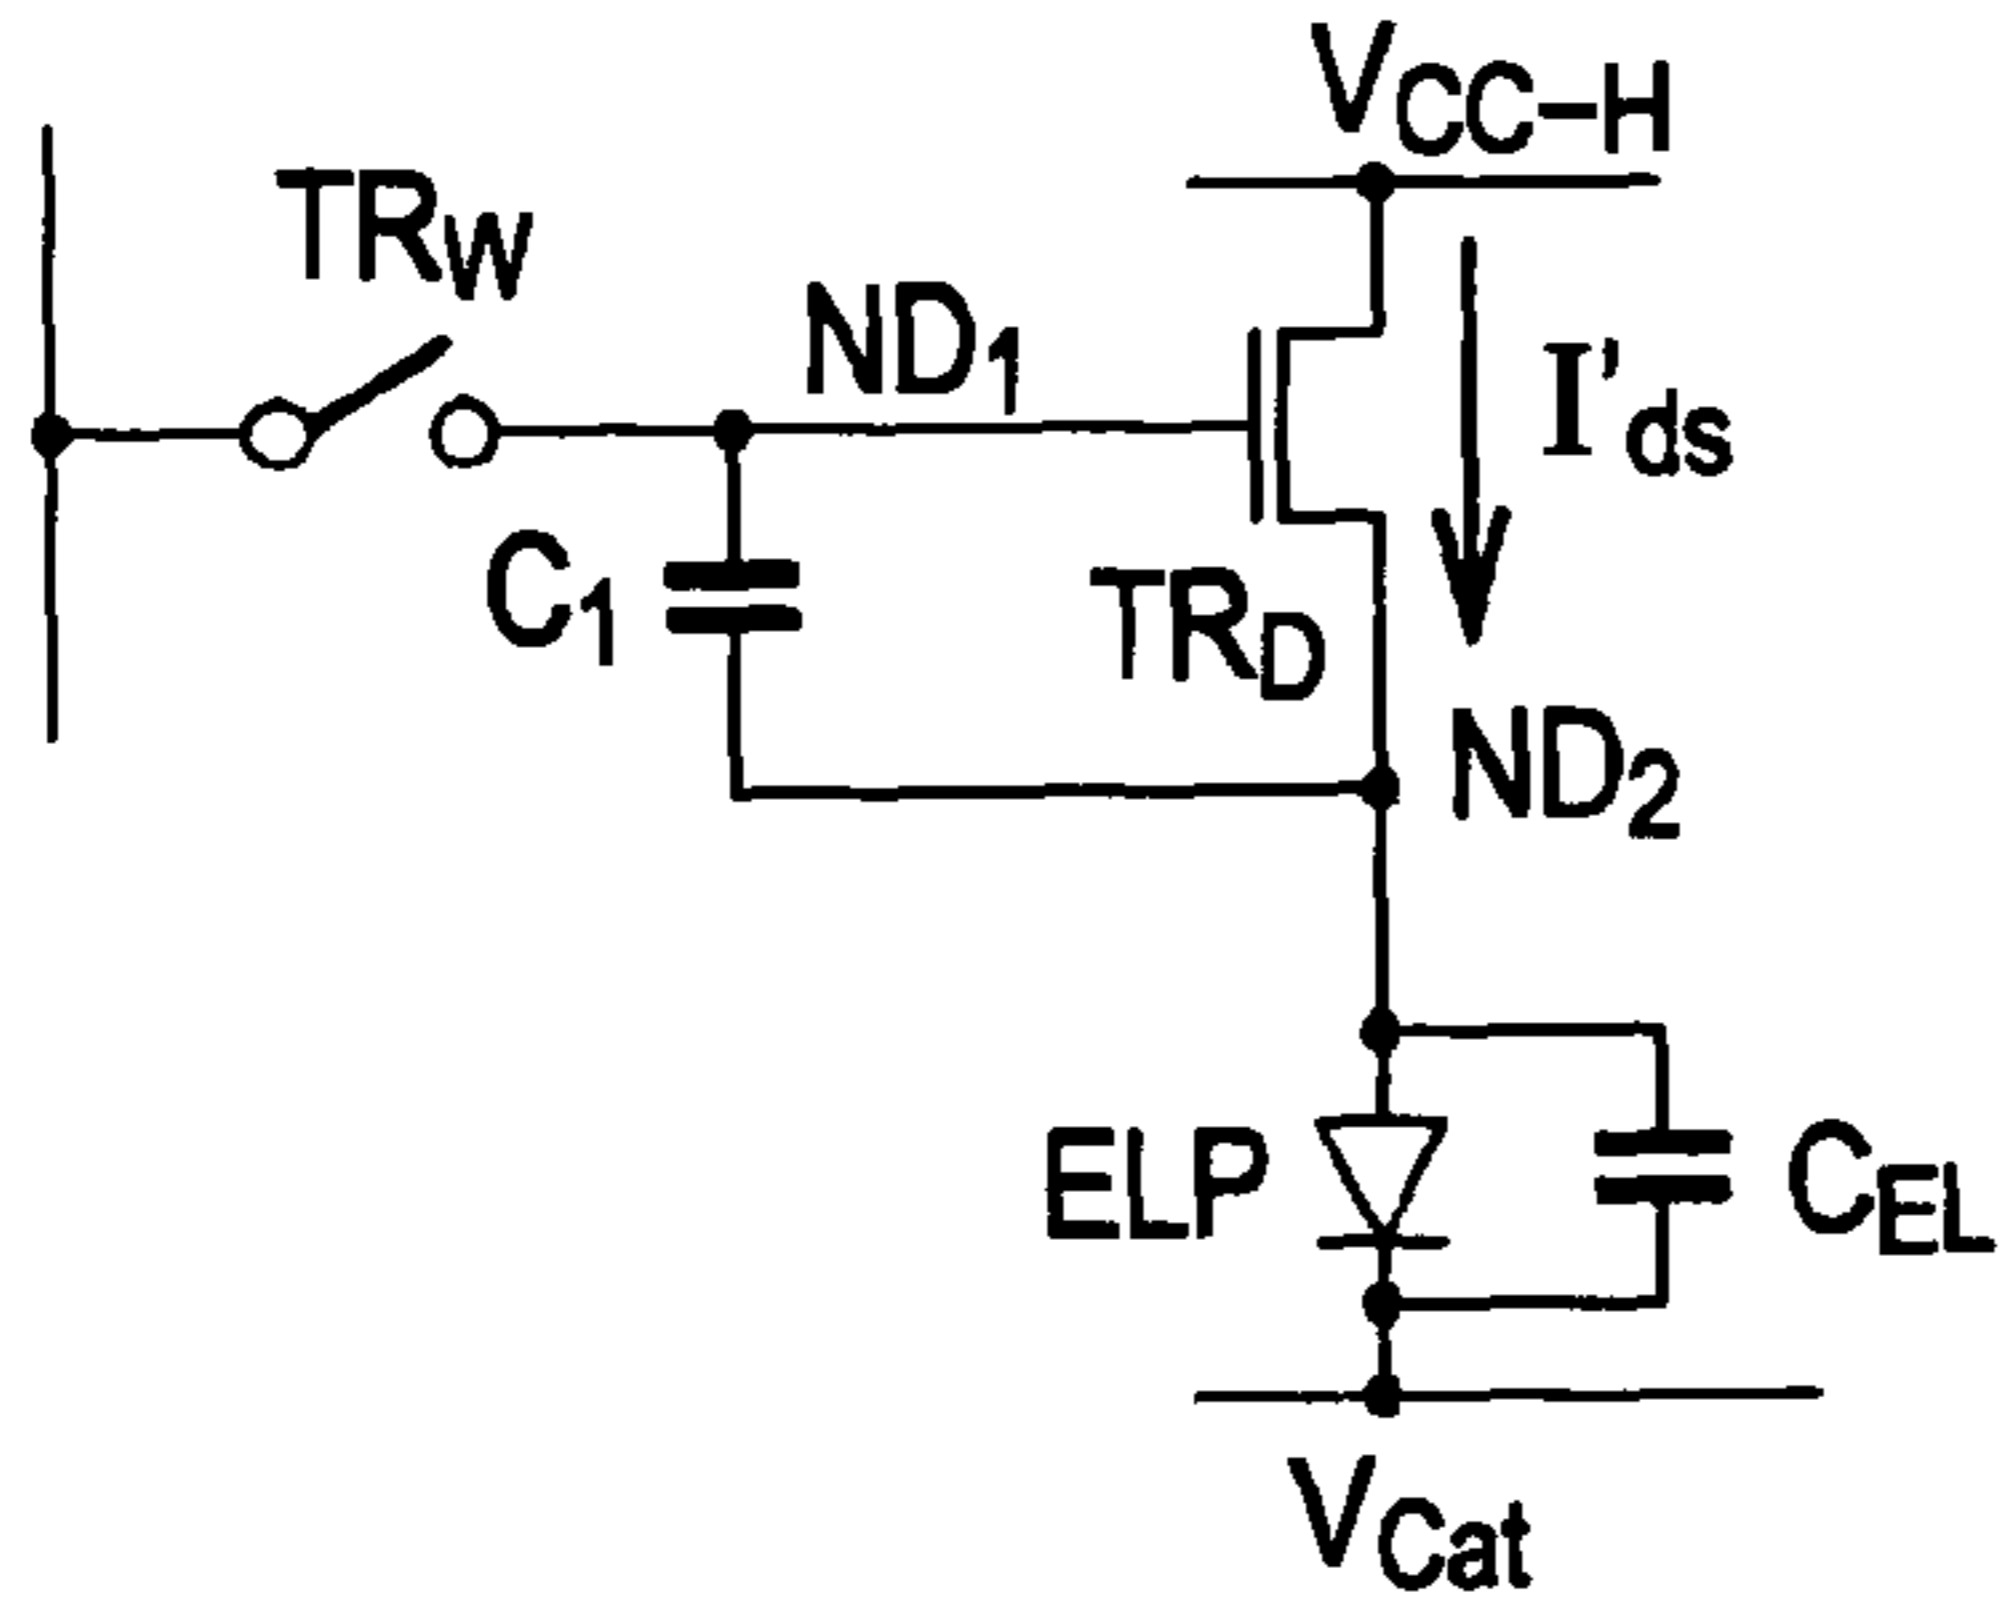 VCC-H
TRW
ND1
I'ds
C1
TRD
ND2
ELP
CEL
VCat